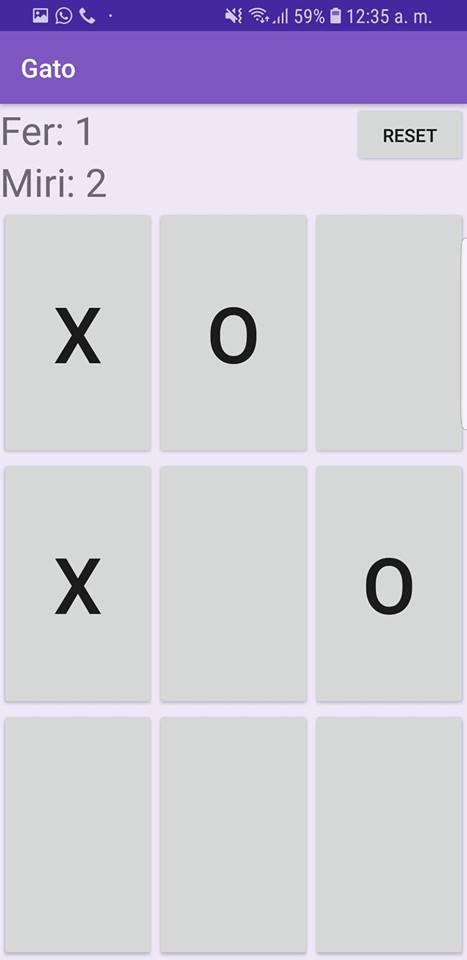 59% 12:35 a. m.
Gato
Fer: 1
RESET
Miri: 2
X O
X O